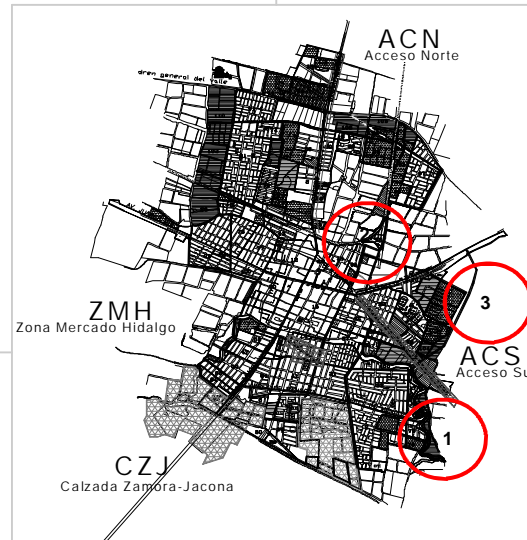 ACN
Acceso Norte
dren general del valle
3
ZMH
Zona Mercado Hidalgo
ACS
Acceso Su
1
CZJ
Calzada Zamora-Jacona